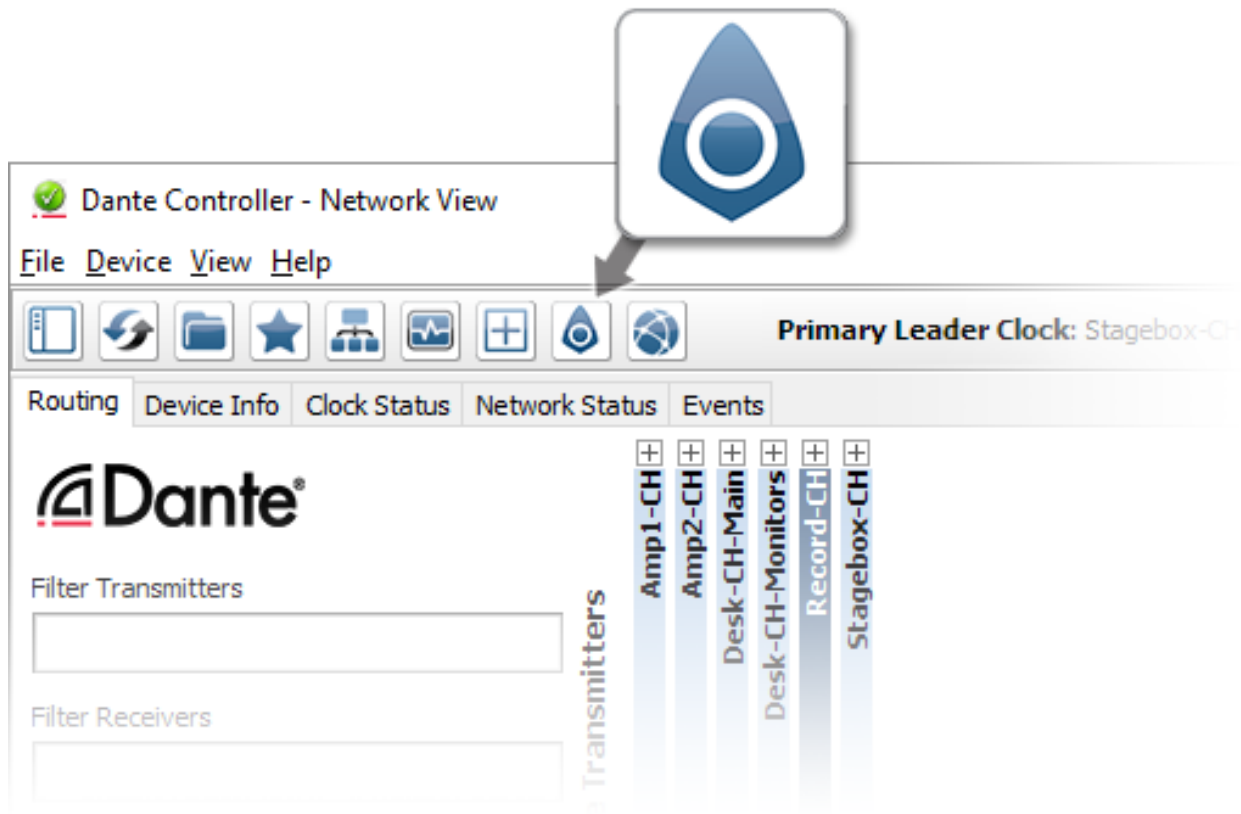 Dante Controller - Network View
File Device View Help
Primary Leader Clock: Stagebox-CH
Routing Device Info Clock Status Network Status Events
Dante®
Filter Transmitters
Filter Receivers
Transmitters
Amp1-CH
Amp2-CH
Desk-CH-Main
Desk-CH-Monitors
Record-CH
Stagebox-CH